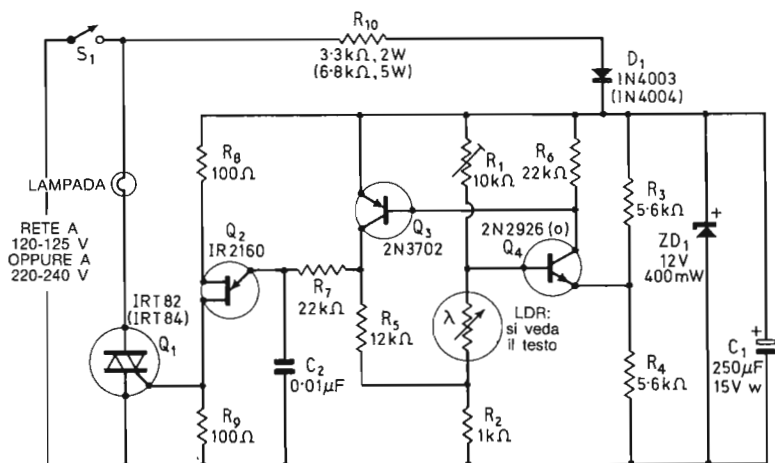 S1
R10
3.3kΩ, 2W
(6.8kΩ, 5W)
D1
IN4003
(IN4004)
LAMPADA
RETE A
120-125 V
OPPURE A
220-240 V
R8
100Ω
Q2
IR2160
IRT82
(IRT84)
Q1
R9
100Ω
R7
22kΩ
C2
0.01µF
Q3
2N3702
R5
12kΩ
R1
10kΩ
R6
22kΩ
2N2926 (o)
Q4
λ
LDR:
si veda
il testo
R2
1kΩ
R3
5.6kΩ
R4
5.6kΩ
ZD1
12V
400mW
+
+
C1
250µF
15V w